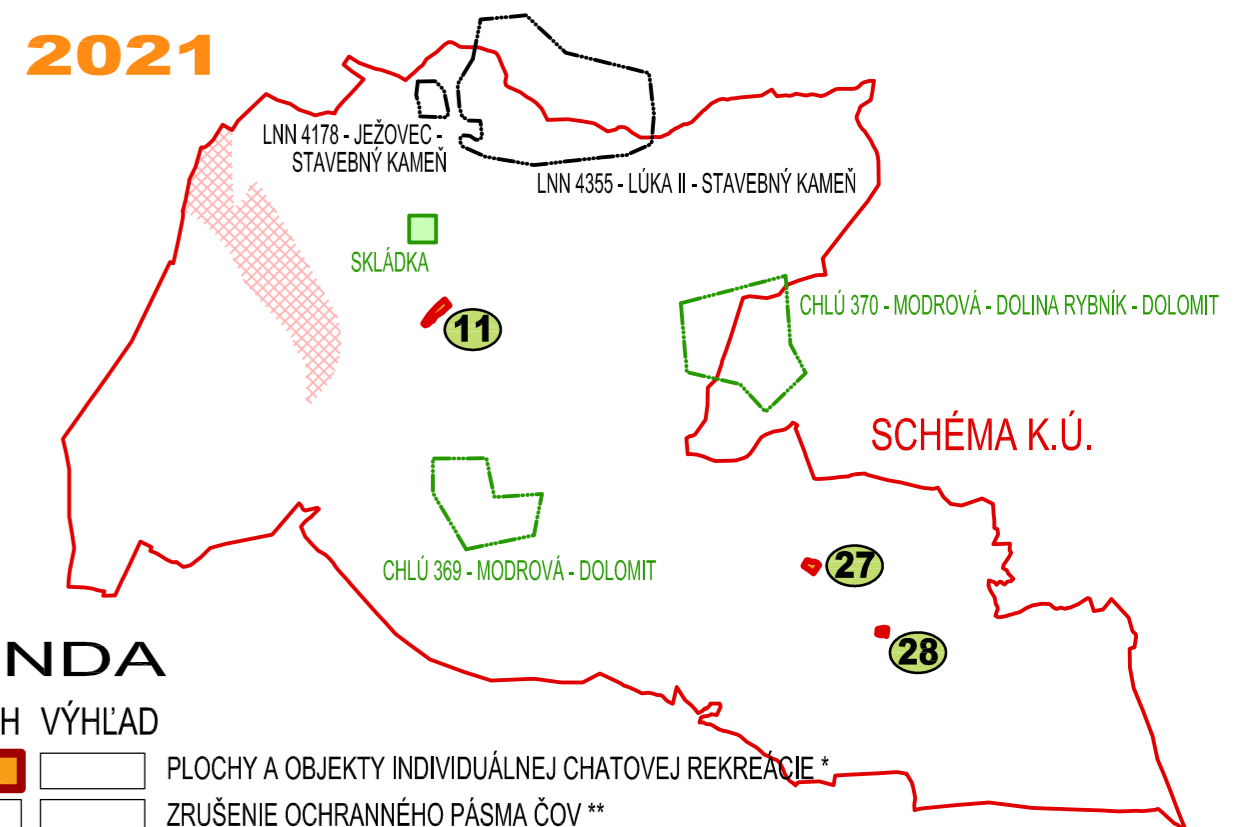 2021
LNN 4178 - JEŽOVEC -
STAVEBNÝ KAMEŇ
LNN 4355 - LÚKA II - STAVEBNÝ KAMEŇ
SKLÁDKA
11
CHLÚ 370 - MODROVÁ - DOLINA RYBNÍK - DOLOMIT
SCHÉMA K.Ú.
CHLÚ 369 - MODROVÁ - DOLOMIT
27
28
NDA
H VÝHĽAD
PLOCHY A OBJEKTY INDIVIDUÁLNEJ CHATOVEJ REKREÁCIE *
ZRUŠENIE OCHRANNÉHO PÁSMA ČOV **